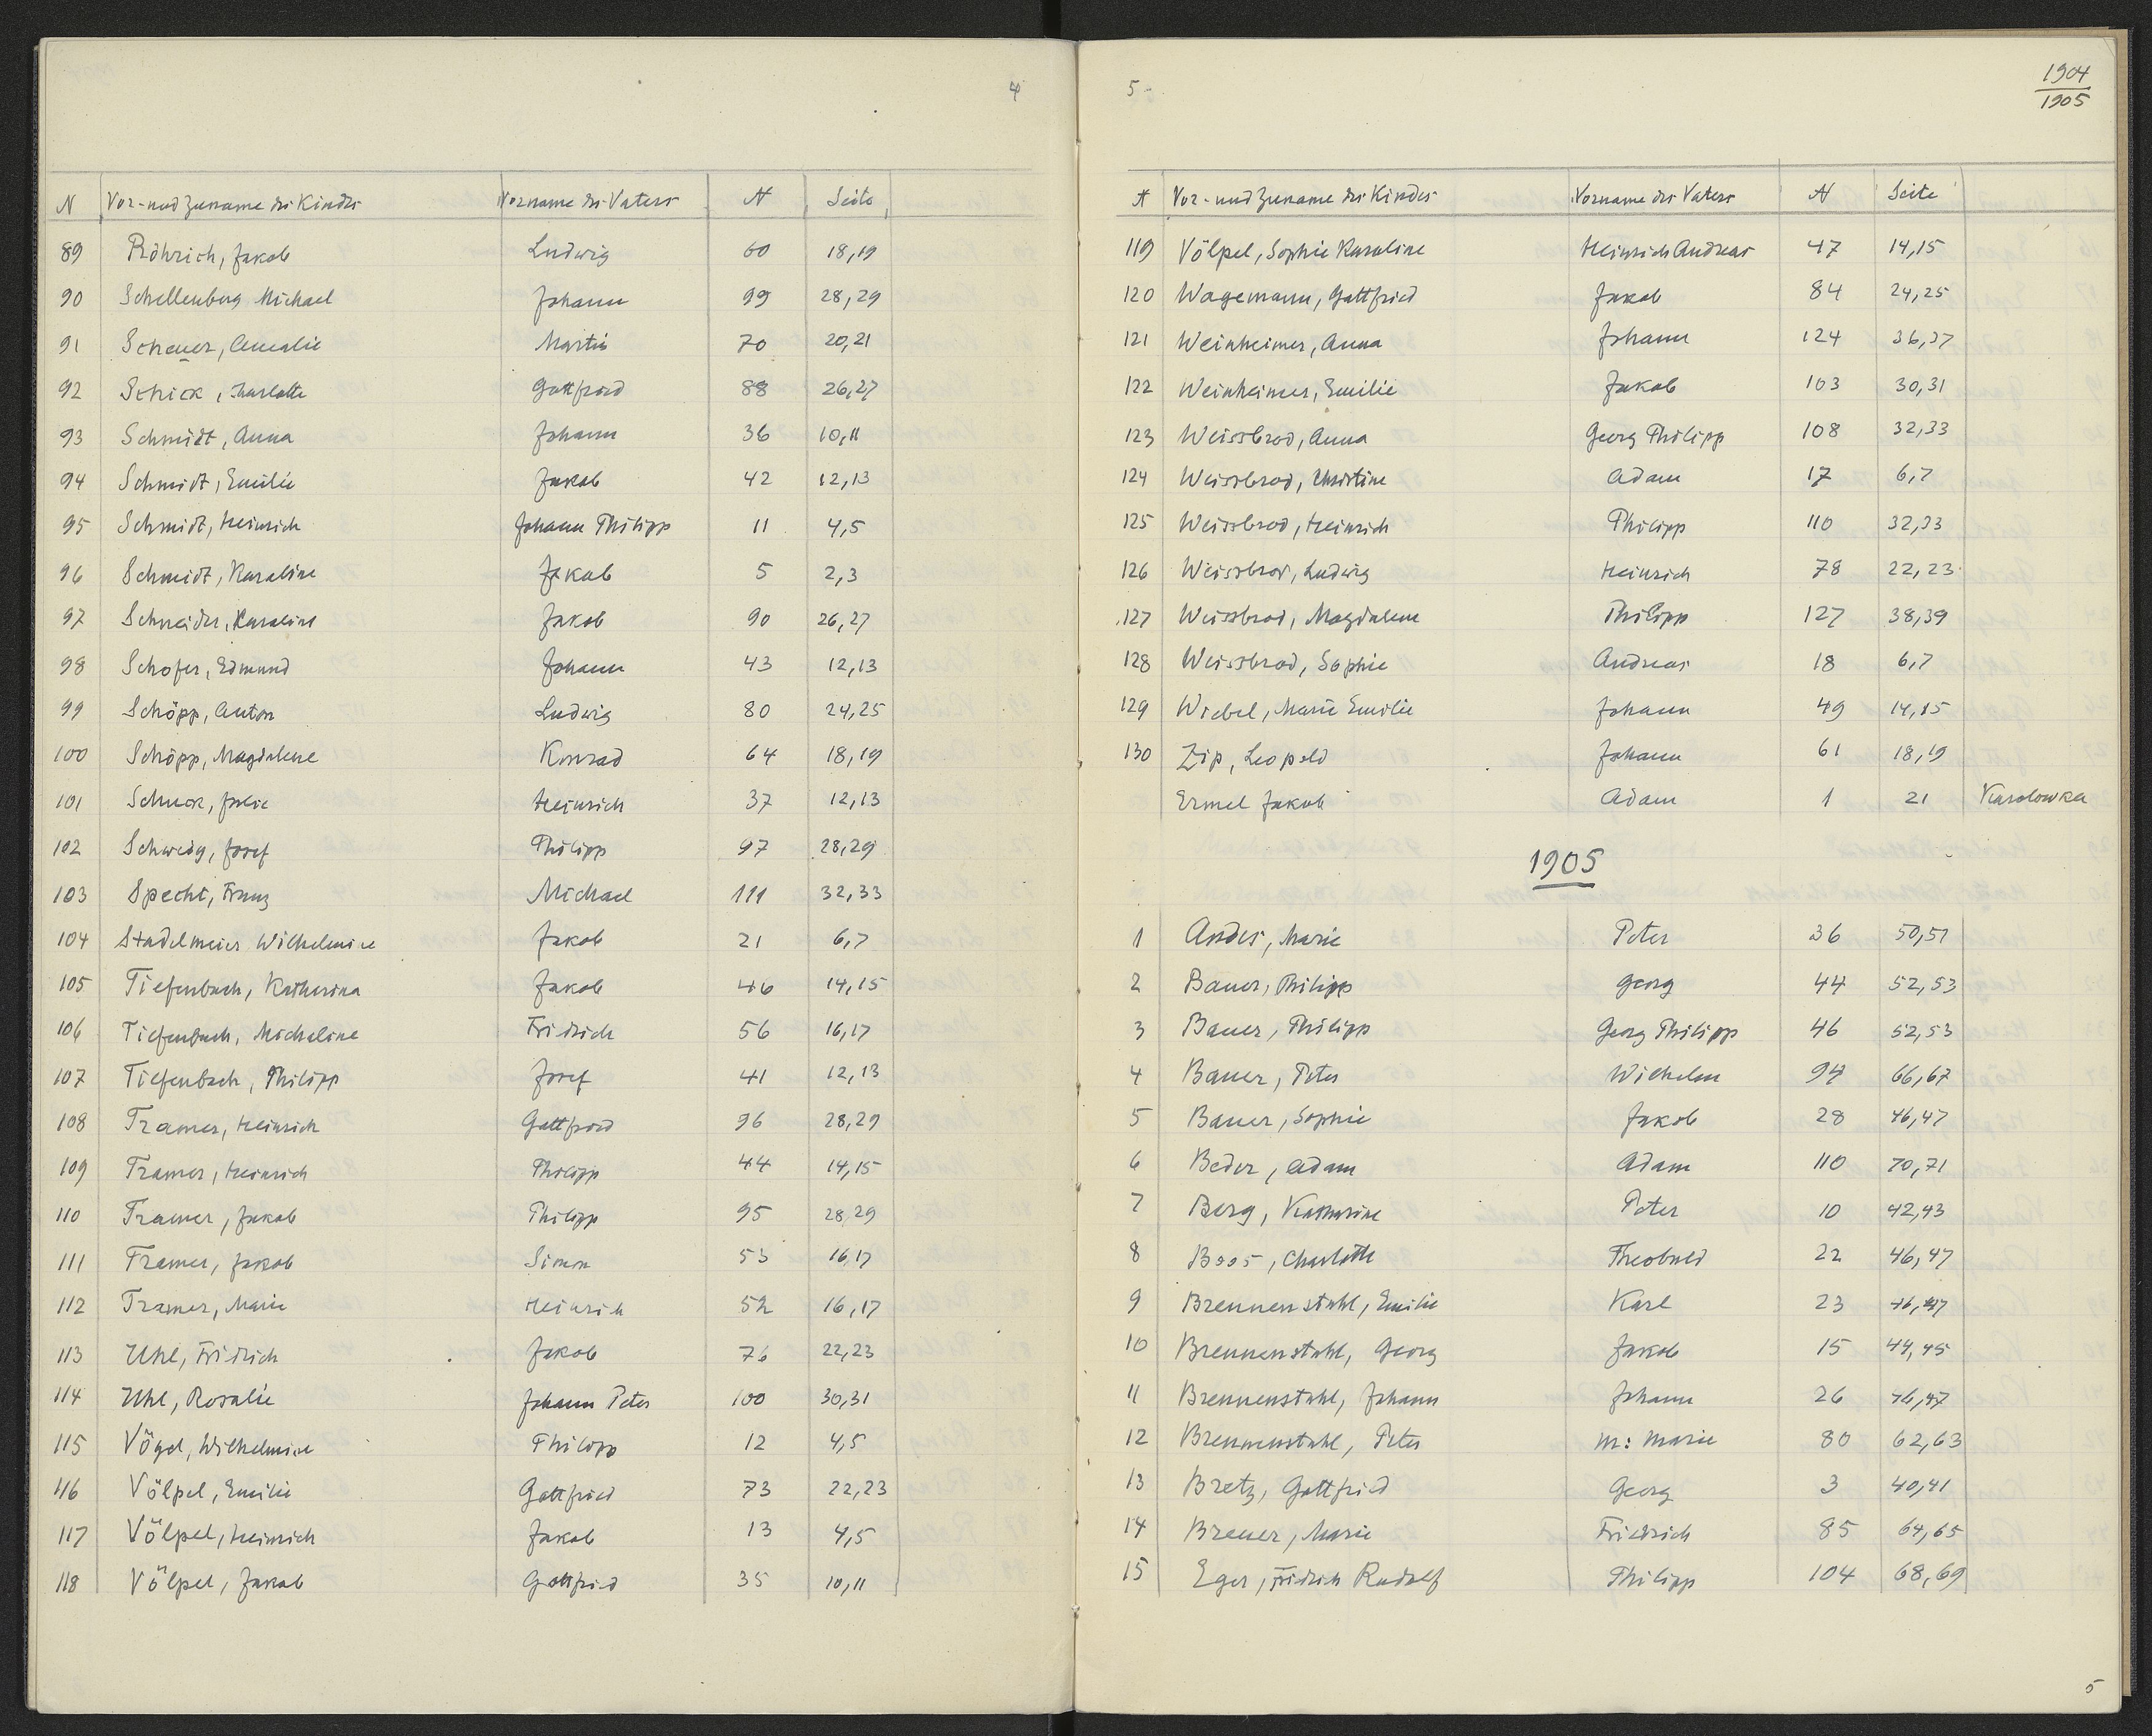 4
N Vor- und Zuname des Kindes Vorname des Vaters N Seite
89 Röhrich, Jakob Ludwig 60 18,19
90 Schellenberg Michael Johann 99 28,29
91 Scheuer, Amalie Martin 70 20,21
92 Schick, Charlotte Gottfried 88 26,27
93 Schmidt, Anna Johann 36 10,11
94 Schmidt, Emilie Jakob 42 12,13
95 Schmidt, Heinrich Johann Philipp 11 4,5
96 Schmidt, Karoline Jakob 5 2,3
97 Schneider, Karoline Jakob 90 26,27
98 Schofer, Edmund Johann 43 12,13
99 Schöpp, Anton Ludwig 80 24,25
100 Schöpp, Magdalene Konrad 64 18,19
101 Schuck, Julie Heinrich 37 12,13
102 Schweig, Josef Philipp 97 28,29
103 Specht, Franz Michael 111 32,33
104 Stadelmeier Wilhelmine Jakob 21 6,7
105 Tiefenbach, Katharina Jakob 46 14,15
106 Tiefenbach, Micheline Fridrich 56 16,17
107 Tiefenbach, Philipp Josef 41 12,13
108 Tramer, Heinrich Gottfried 96 28,29
109 Tramer, Heinrich Philipp 44 14,15
110 Tramer, Jakob Philipp 95 28,29
111 Tramer, Jakob Simon 53 16,17
112 Tramer, Marie Heinrich 52 16,17
113 Uhl, Fridrich Jakob 76 22,23
114 Uhl, Rosalie Johann Peter 100 30,31
115 Vögel, Wilhelmine Philipp 12 4,5
116 Völpel, Emilie Gottfried 73 22,23
117 Völpel, Heinrich Jakob 13 4,5
118 Völpel, Jakob Gottfried 35 10,11
5
1904
1905
N Vor- und Zuname des Kindes Vorname des Vaters N Seite
119 Völpel, Sophie Karoline Heinrich Andreas 47 14,15
120 Wagemann, Gottfried Jakob 84 24,25
121 Weinheimer, Anna Johann 124 36,37
122 Weinheimer, Emilie Jakob 103 30,31
123 Weissbrod, Anna Georg Philipp 108 32,33
124 Weissbrod, Christine Adam 17 6,7
125 Weissbrod, Heinrich Philipp 110 32,33
126 Weissbrod, Ludwig Heinrich 78 22,23
127 Weissbrod, Magdalene Philipp 127 38,39
128 Weissbrod, Sophie Andreas 18 6,7
129 Wiebel, Marie Emilie Johann 49 14,15
130 Zip, Leopold Johann 61 18,19
Ermel Jakob Adam 1 21 Karolowka
1905
1 Andes, Marie Peter 36 50,51
2 Bauer, Philipp Georg 44 52,53
3 Bauer, Philipp Georg Philipp 46 52,53
4 Bauer, Peter Wilhelm 94 66,67
5 Bauer, Sophie Jakob 28 46,47
6 Beder, Adam Adam 110 70,71
7 Berg, Katharine Peter 10 42,43
8 Boos, Charlotte Theobald 22 46,47
9 Brennenstuhl, Emilie Karl 23 46,47
10 Brennenstuhl, Georg Jakob 15 44,45
11 Brennenstuhl, Johann Johann 26 46,47
12 Brennenstuhl, Peter M: Marie 80 62,63
13 Bretz, Gottfried Georg 3 40,41
14 Breuer, Marie Fridrich 85 64,65
15 Eger, Fridrich Rudolf Philipp 104 68,69
5